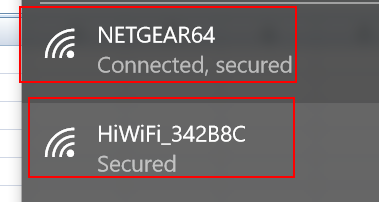 NETGEAR64
Connected, secured
HiWiFi_342B8C
Secured